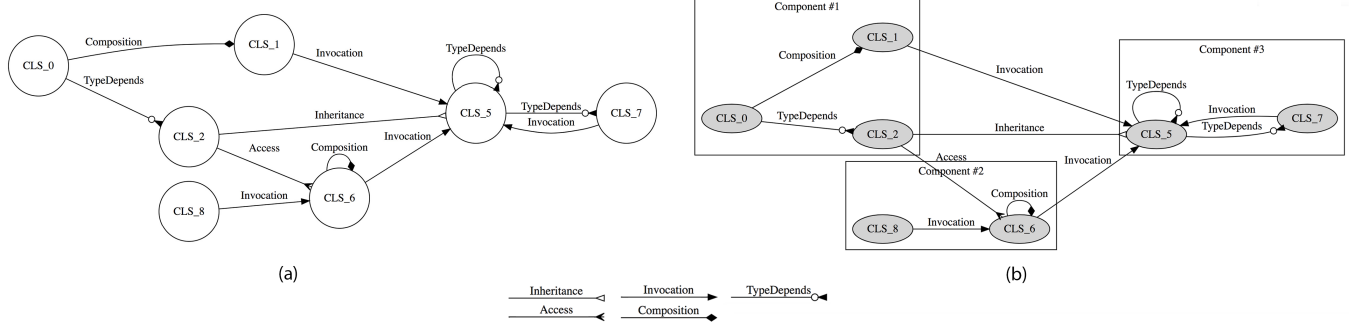 CLS_0
Composition
CLS_1
TypeDepends
Invocation
TypeDepends
CLS_2
Inheritance
CLS_5
TypeDepends
Invocation
CLS_7
Access
Invocation
Composition
CLS_8
Invocation
CLS_6
(a)
Component #1
CLS_1
Composition
CLS_0
TypeDepends
CLS_2
Invocation
Inheritance
Component #3
TypeDepends
CLS_5
Invocation
TypeDepends
CLS_7
Access
Component #2
Invocation
Composition
CLS_8
Invocation
CLS_6
(b)
Inheritance
Invocation
TypeDepends
Access
Composition